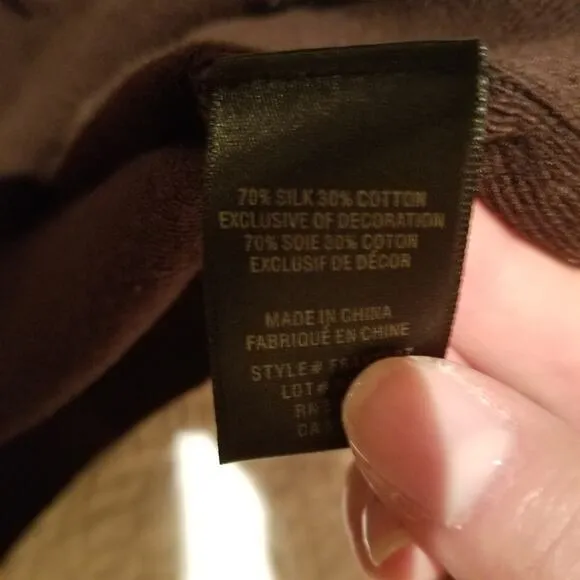 70% SILK 30% COTTON
EXCLUSIVE OF DECORATION
70% SOIE 30% COTON
EXCLUSIF DE DÉCOR
MADE IN CHINA
FABRIQUÉ EN CHINE
STYLE#
LOT#